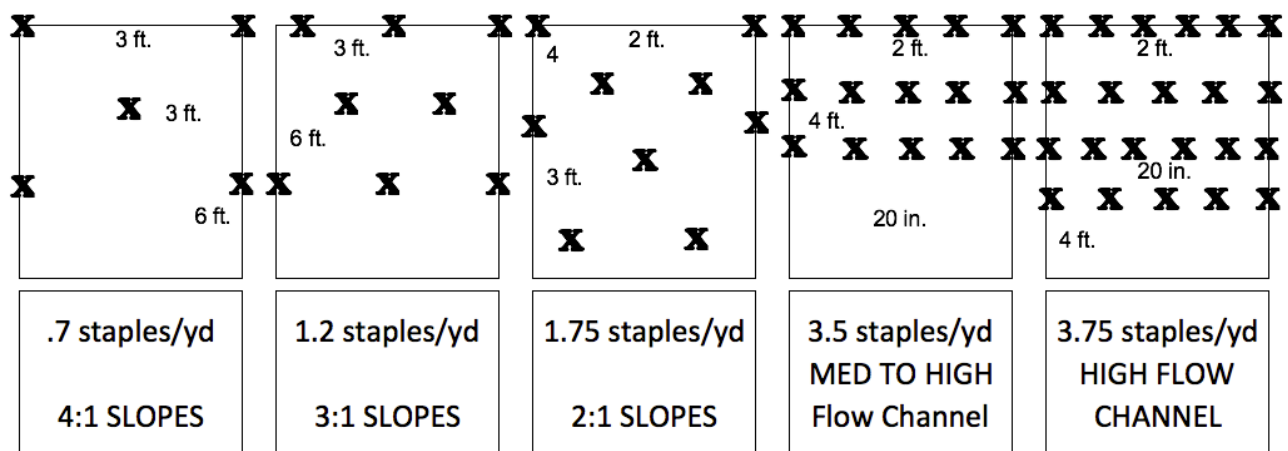 3 ft.
3 ft.
6 ft.
.7 staples/yd
4:1 SLOPES
3 ft.
6 ft.
1.2 staples/yd
3:1 SLOPES
2 ft.
4
3 ft.
1.75 staples/yd
2:1 SLOPES
2 ft.
4 ft.
20 in.
3.5 staples/yd
MED TO HIGH
Flow Channel
2 ft.
20 in.
4 ft.
3.75 staples/yd
HIGH FLOW
CHANNEL